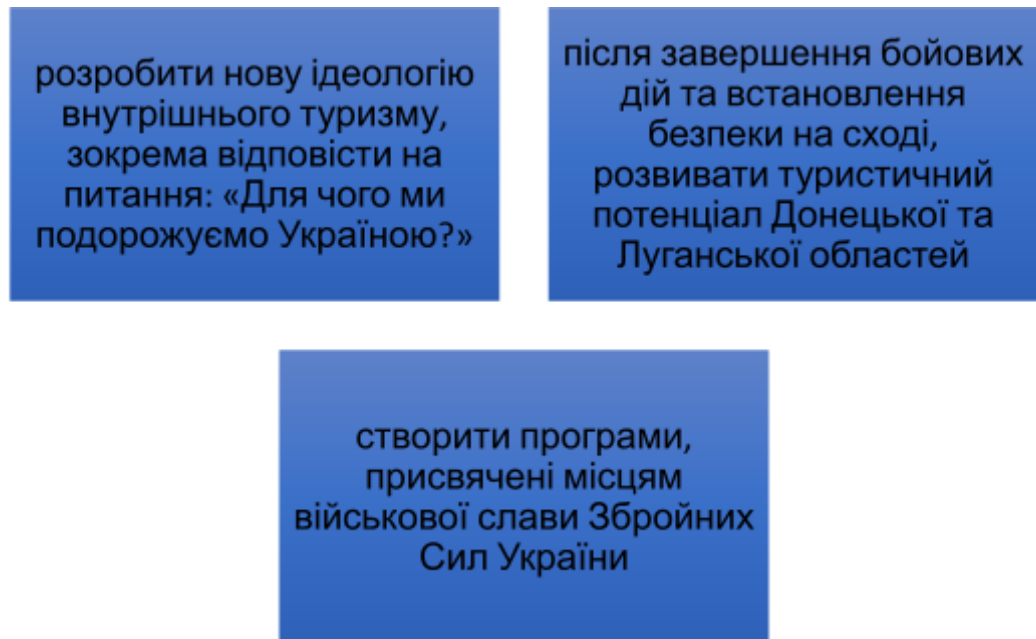 розробити нову ідеологію
внутрішнього туризму,
зокрема відповісти на
питання: «Для чого ми
подорожуємо Україною?»
після завершення бойових
дій та встановлення
безпеки на сході,
розвивати туристичний
потенціал Донецької та
Луганської областей
створити програми,
присвячені місцям
військової слави Збройних
Сил України